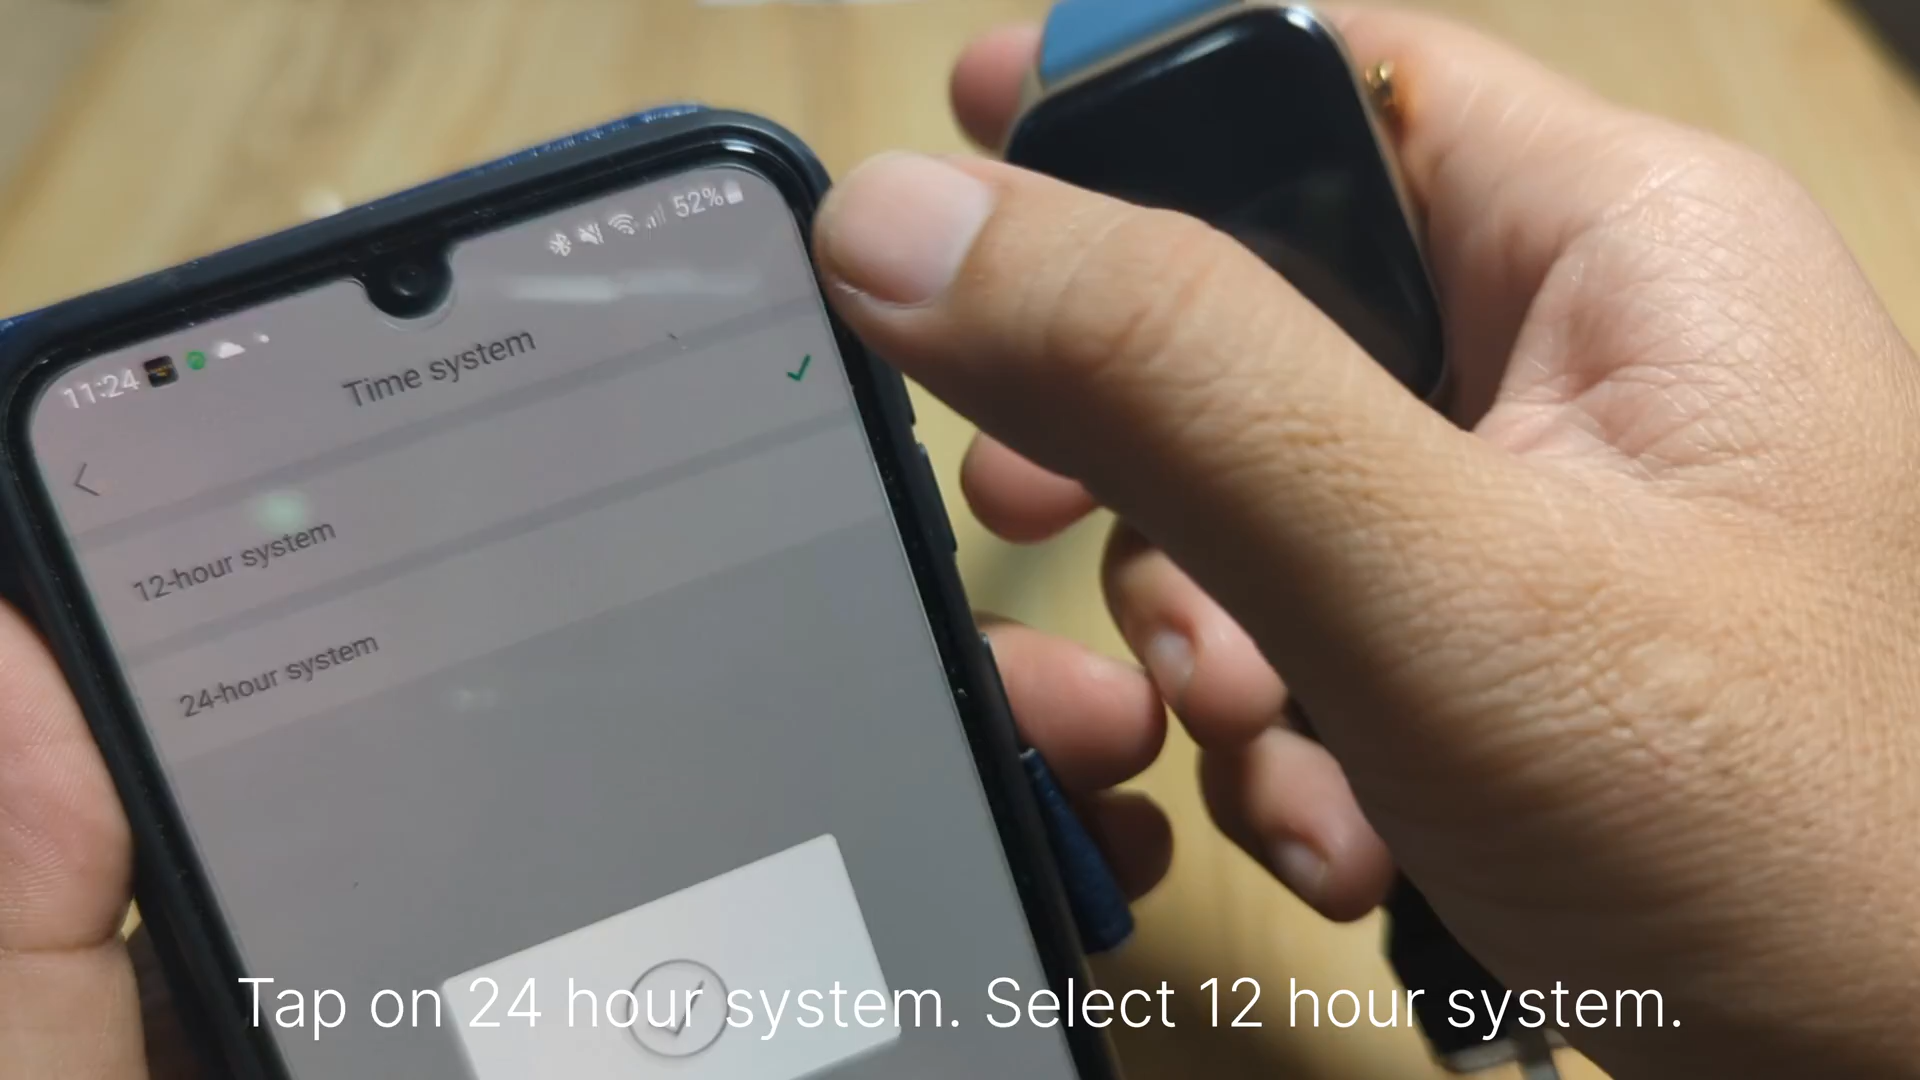 11:24
52%
Time system
12-hour system
24-hour system
Tap on 24 hour system. Select 12 hour system.